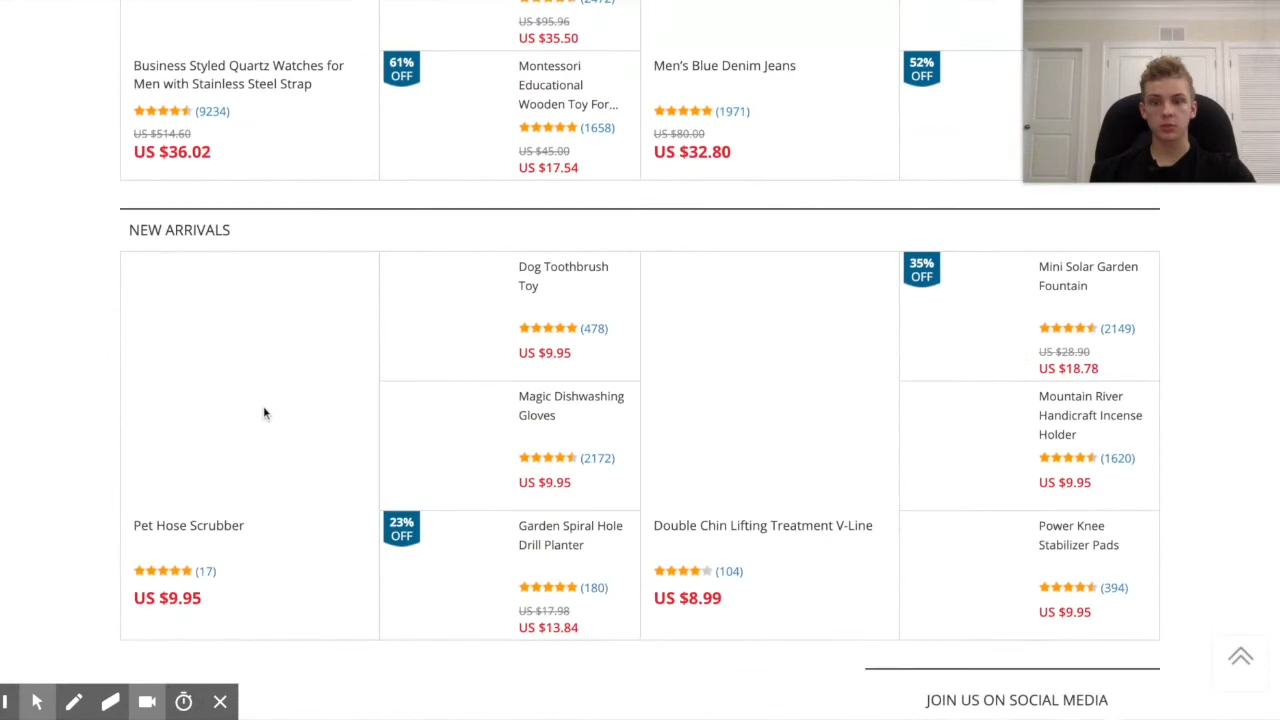 (2472)
US $95.96
US $35.50
Business Styled Quartz Watches for
Men with Stainless Steel Strap
(9234)
US $514.60
US $36.02
61%
OFF
Montessori
Educational
Wooden Toy For...
(1658)
US $45.00
US $17.54
Men's Blue Denim Jeans
(1971)
US $80.00
US $32.80
52%
OFF
NEW ARRIVALS
Pet Hose Scrubber
(17)
US $9.95
Dog Toothbrush
Toy
(478)
US $9.95
Magic Dishwashing
Gloves
(2172)
US $9.95
23%
OFF
Garden Spiral Hole
Drill Planter
(180)
US $17.98
US $13.84
Double Chin Lifting Treatment V-Line
(104)
US $8.99
35%
OFF
Mini Solar Garden
Fountain
(2149)
US $28.90
US $18.78
Mountain River
Handicraft Incense
Holder
(1620)
US $9.95
Power Knee
Stabilizer Pads
(394)
US $9.95
JOIN US ON SOCIAL MEDIA